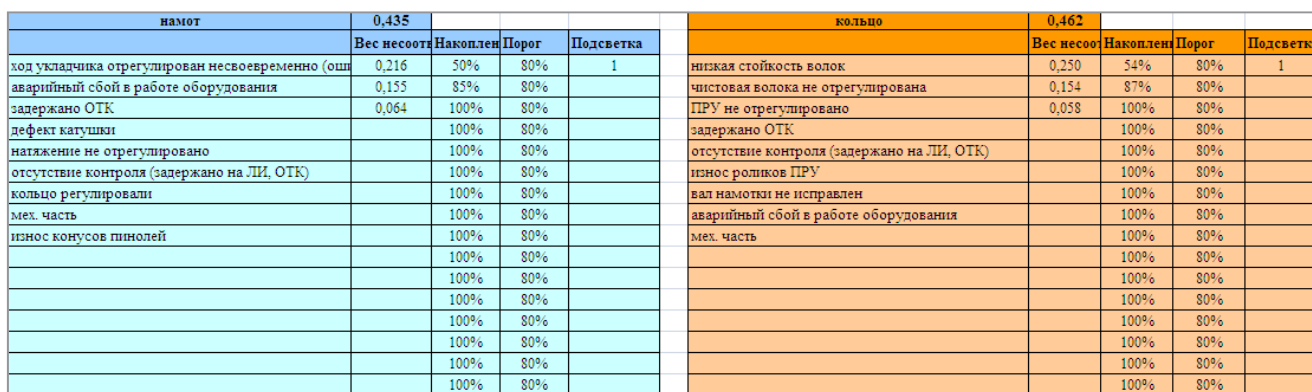 намот 0,435 кольцо 0,462
Вес несоотв Накоплен Порог Подсветка Вес несоот Накоплен Порог Подсветк
ход укладчика отрегулирован несвоевременно (оши 0,216 50% 80% 1 низкая стойкость волок 0,250 54% 80% 1
аварийный сбой в работе оборудования 0,155 85% 80% чистовая волока не отрегулирована 0,154 87% 80%
задержано ОТК 0,064 100% 80% ПРУ не отрегулировано 0,058 100% 80%
дефект катушки 100% 80% задержано ОТК 100% 80%
натяжение не отрегулировано 100% 80% отсутствие контроля (задержано на ЛИ, ОТК) 100% 80%
отсутствие контроля (задержано на ЛИ, ОТК) 100% 80% износ роликов ПРУ 100% 80%
кольцо регулировали 100% 80% вал намотки не исправлен 100% 80%
мех. часть 100% 80% аварийный сбой в работе оборудования 100% 80%
износ конусов пинолей 100% 80% мех. часть 100% 80%
100% 80% 100% 80%
100% 80% 100% 80%
100% 80% 100% 80%
100% 80% 100% 80%
100% 80% 100% 80%
100% 80% 100% 80%
100% 80% 100% 80%